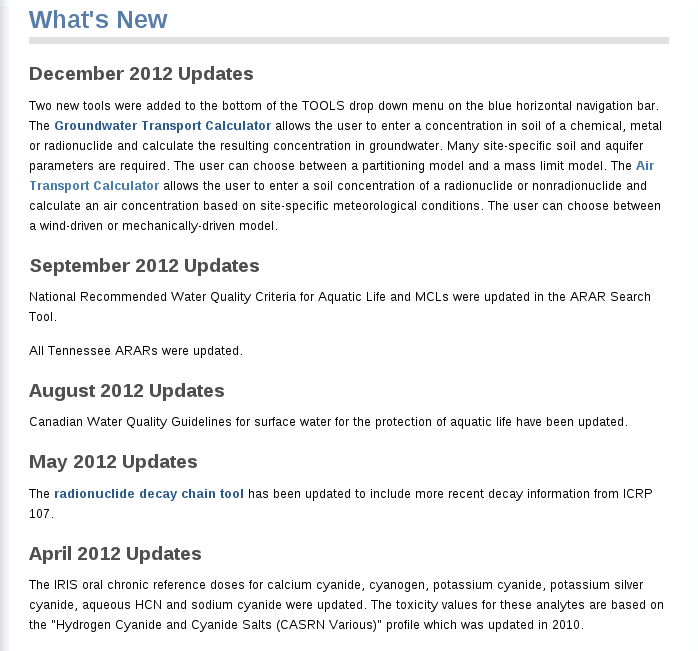 What's New
December 2012 Updates
Two new tools were added to the bottom of the TOOLS drop down menu on the blue horizontal navigation bar.
The Groundwater Transport Calculator allows the user to enter a concentration in soil of a chemical, metal
or radionuclide and calculate the resulting concentration in groundwater. Many site-specific soil and aquifer
parameters are required. The user can choose between a partitioning model and a mass limit model. The Air
Transport Calculator allows the user to enter a soil concentration of a radionuclide or nonradionuclide and
calculate an air concentration based on site-specific meteorological conditions. The user can choose between
a wind-driven or mechanically-driven model.
September 2012 Updates
National Recommended Water Quality Criteria for Aquatic Life and MCLs were updated in the ARAR Search
Tool.
All Tennessee ARARs were updated.
August 2012 Updates
Canadian Water Quality Guidelines for surface water for the protection of aquatic life have been updated.
May 2012 Updates
The radionuclide decay chain tool has been updated to include more recent decay information from ICRP
107.
April 2012 Updates
The IRIS oral chronic reference doses for calcium cyanide, cyanogen, potassium cyanide, potassium silver
cyanide, aqueous HCN and sodium cyanide were updated. The toxicity values for these analytes are based on
the "Hydrogen Cyanide and Cyanide Salts (CASRN Various)" profile which was updated in 2010.